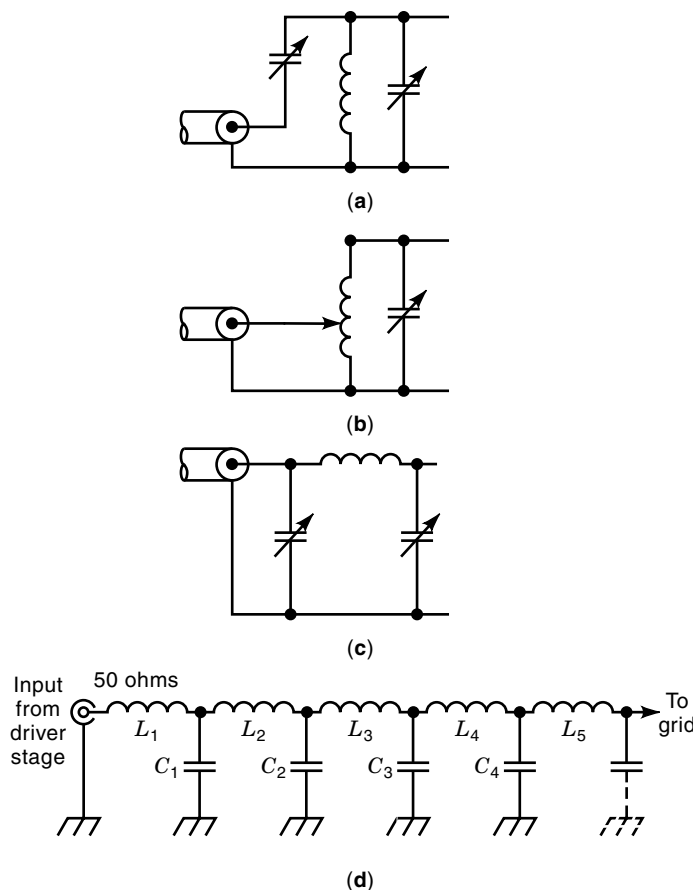 (a)
(b)
(c)
Input
from
driver
stage
50 ohms
L1
L2
L3
L4
L5
To
grid
C1
C2
C3
C4
(d)